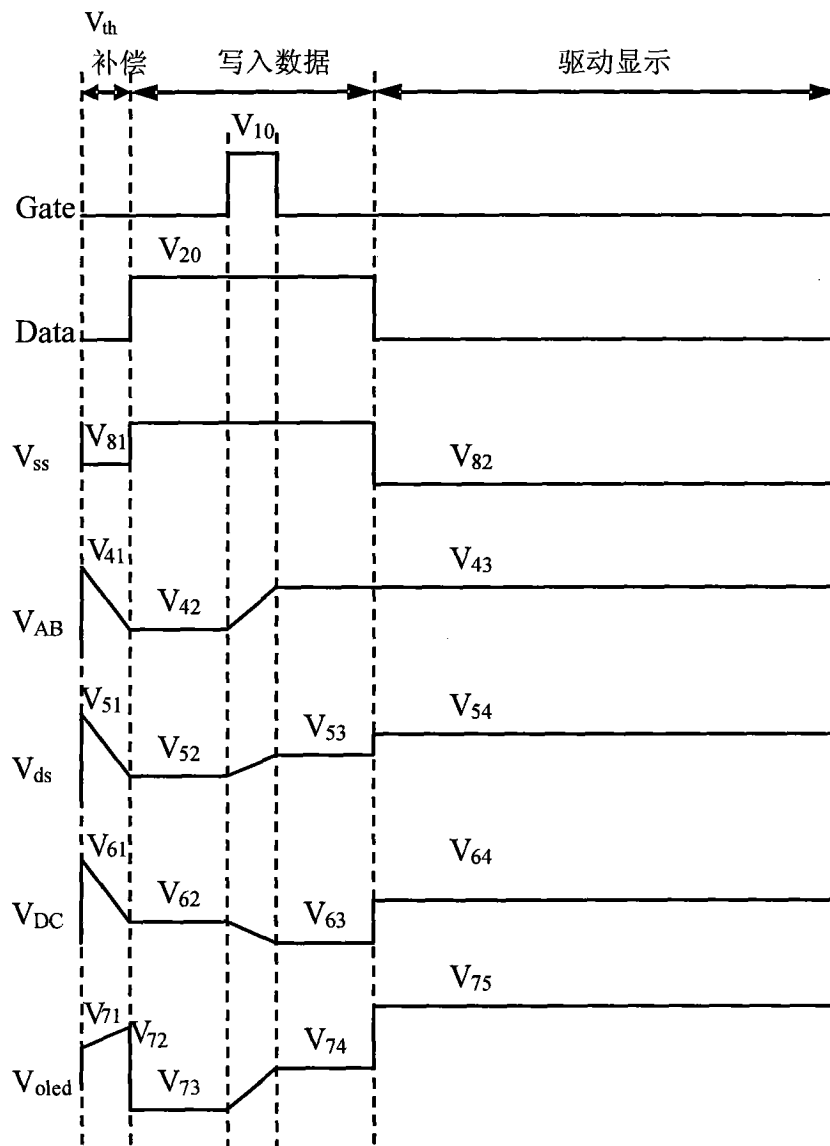 Vth
补偿 写入数据 驱动显示
V10
Gate
V20
Data
V81
Vss V82
V41 V43
V42
VAB
V51 V54
V52 V53
Vds
V61 V64
V62 V63
VDC
V75
V71 V72 V74
V73
Voled